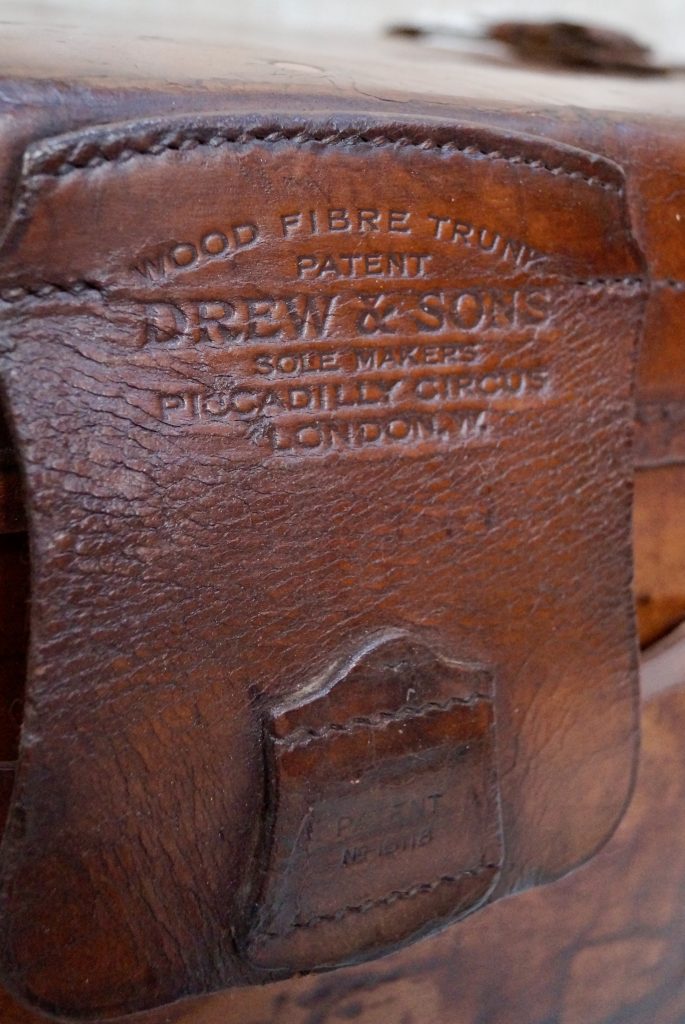 WOOD FIBRE TRUNK
PATENT
DREW & SONS
SOLE MAKERS
PICCADILLY CIRCUS
LONDON. W.
PATENT